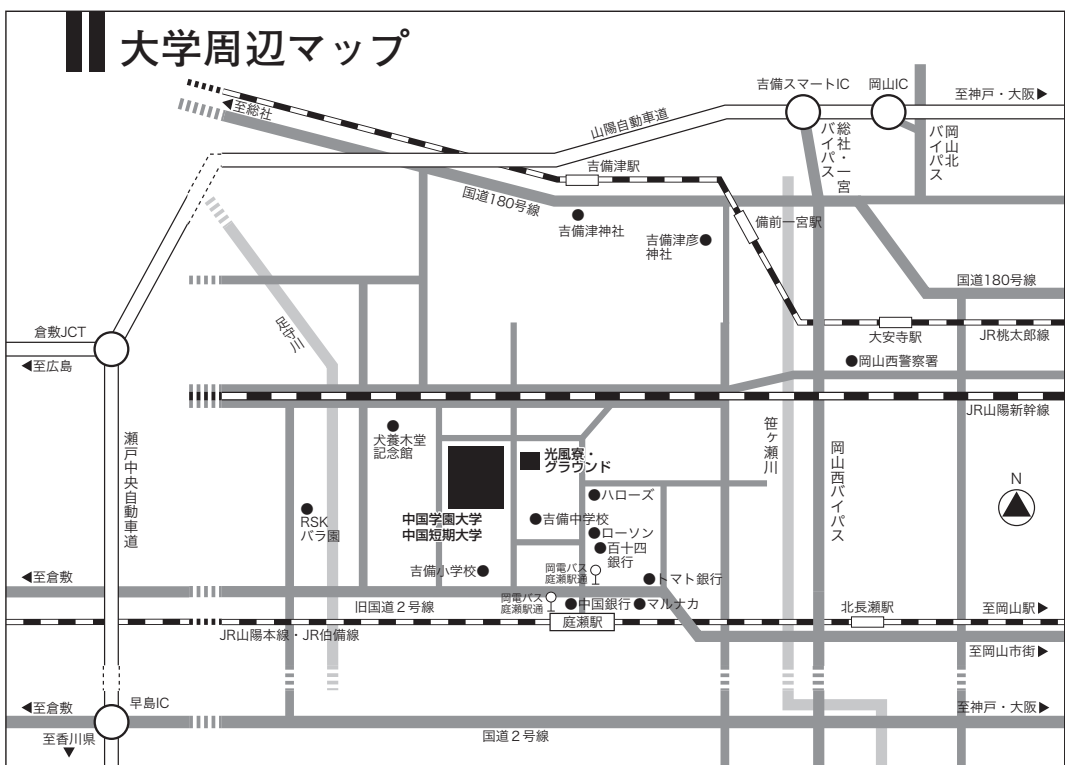 大学周辺マップ
吉備スマートIC
岡山IC
至神戸・大阪▶
◀至総社
山陽自動車道
総社・一宮
バイパス
岡山北
バイパス
吉備津駅
国道180号線
吉備津神社
吉備津彦
神社
備前一宮駅
国道180号線
足守川
倉敷JCT
◀至広島
大安寺駅
JR桃太郎線
岡山西警察署
JR山陽新幹線
瀬戸中央自動車道
犬養木堂
記念館
光風寮・
グラウンド
笹ヶ瀬川
岡山西バイパス
N
ハローズ
RSK
バラ園
中国学園大学
中国短期大学
吉備中学校
ローソン
百十四
銀行
吉備小学校
岡電バス
庭瀬駅通
トマト銀行
◀至倉敷
旧国道2号線
岡電バス
庭瀬駅通
中国銀行
マルナカ
北長瀬駅
至岡山駅▶
JR山陽本線・JR伯備線
庭瀬駅
至岡山市街▶
早島IC
◀至倉敷
至神戸・大阪▶
至香川県
▼
国道2号線